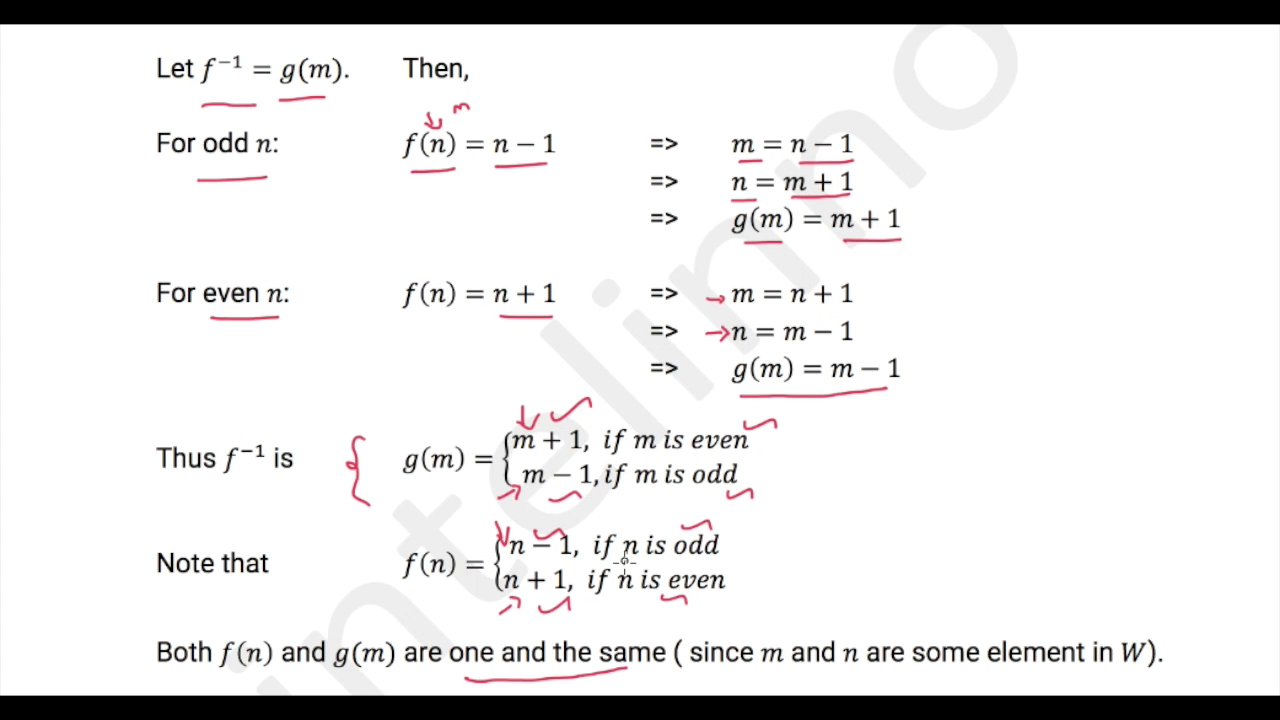 Let f⁻¹ = g(m). Then,
m
For odd n: f(n) = n − 1 => m = n − 1
=> n = m + 1
=> g(m) = m + 1
For even n: f(n) = n + 1 => m = n + 1
=> n = m − 1
=> g(m) = m − 1
Thus f⁻¹ is g(m) = { m + 1, if m is even
m − 1, if m is odd
Note that f(n) = { n − 1, if n is odd
n + 1, if n is even
Both f(n) and g(m) are one and the same ( since m and n are some element in W).
intelinno